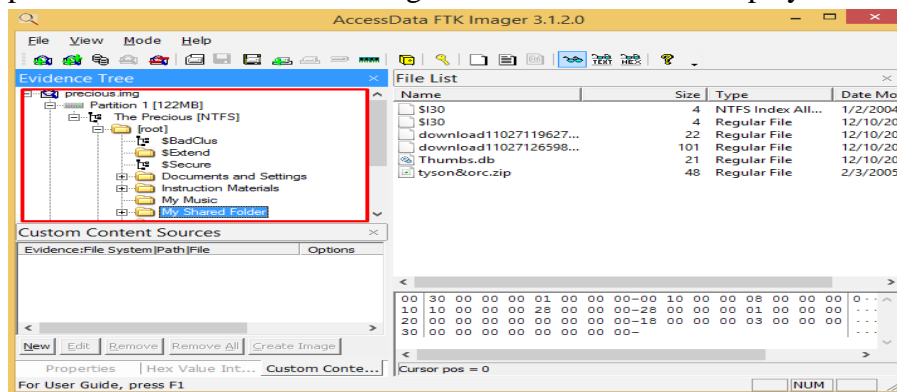 AccessData FTK Imager 3.1.2.0
File View Mode Help
Evidence Tree
precious.img
Partition 1 [122MB]
The Precious [NTFS]
[root]
$BadClus
$Extend
$Secure
Documents and Settings
Instruction Materials
My Music
My Shared Folder
Custom Content Sources
Evidence:File System|Path|File Options
New Edit Remove Remove All Create Image
Properties Hex Value Int... Custom Conte...
File List
Name Size Type Date Mo
$I30 4 NTFS Index All... 1/2/2004
$I30 4 Regular File 12/10/20
download11027119627... 22 Regular File 12/10/20
download11027126598... 101 Regular File 12/10/20
Thumbs.db 21 Regular File 12/10/20
tyson&orc.zip 48 Regular File 2/3/2005
00 30 00 00 00 01 00 00 00-00 10 00 00 08 00 00 00 0···
10 10 00 00 00 28 00 00 00-28 00 00 00 01 00 00 00 ····
20 00 00 00 00 00 00 00 00-18 00 00 00 03 00 00 00 ····
30 00 00 00 00 00 00 00 00-
Cursor pos = 0
For User Guide, press F1 NUM